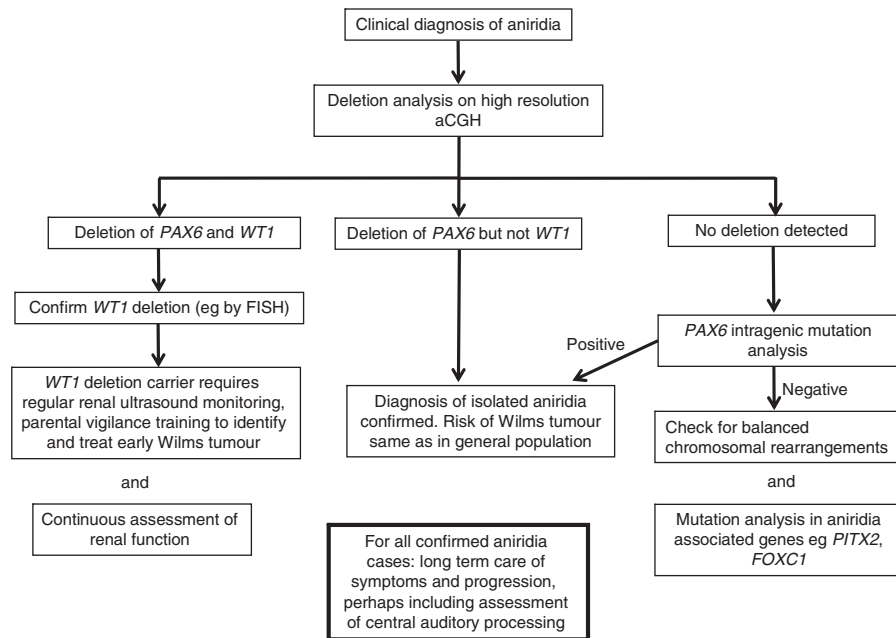 Clinical diagnosis of aniridia
Deletion analysis on high resolution
aCGH
Deletion of PAX6 and WT1
Deletion of PAX6 but not WT1
No deletion detected
Confirm WT1 deletion (eg by FISH)
PAX6 intragenic mutation
analysis
Positive
Negative
WT1 deletion carrier requires
regular renal ultrasound monitoring,
parental vigilance training to identify
and treat early Wilms tumour
Diagnosis of isolated aniridia
confirmed. Risk of Wilms tumour
same as in general population
Check for balanced
chromosomal rearrangements
and
and
Continuous assessment of
renal function
Mutation analysis in aniridia
associated genes eg PITX2,
FOXC1
For all confirmed aniridia
cases: long term care of
symptoms and progression,
perhaps including assessment
of central auditory processing